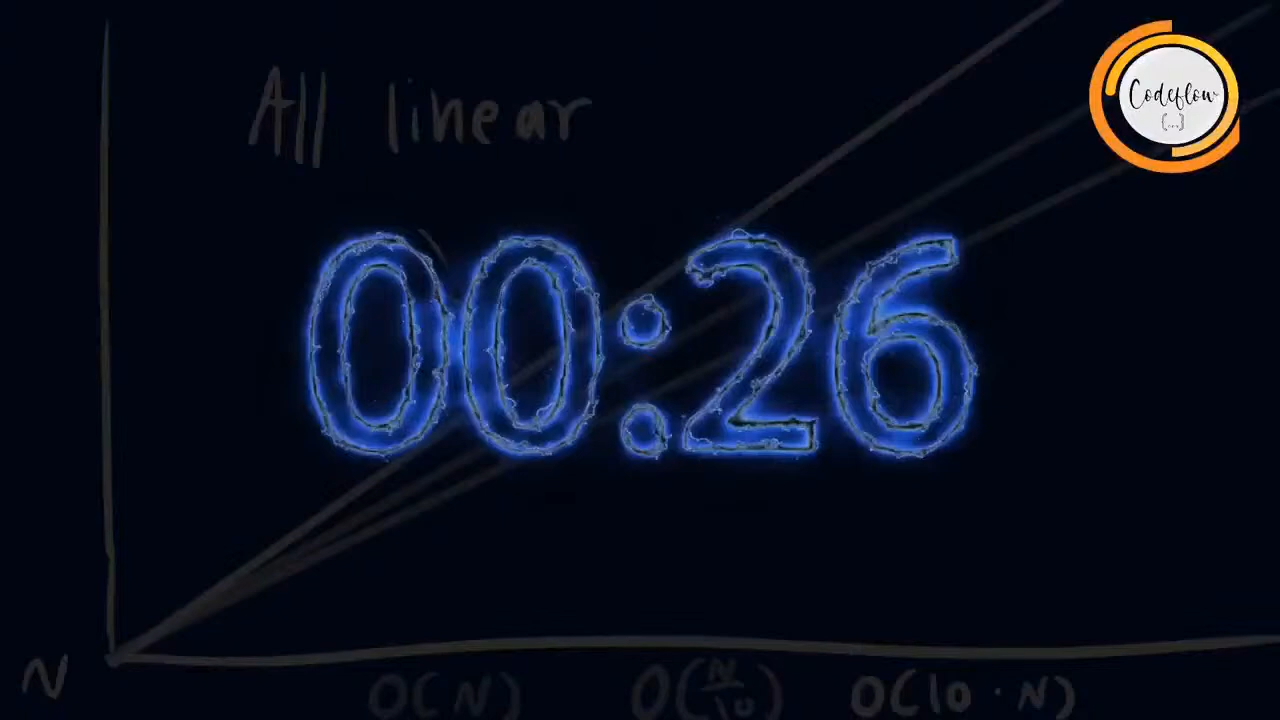 All linear
Codeflow
{...}
00:26
N
O(N) O(N/10) O(10 · N)